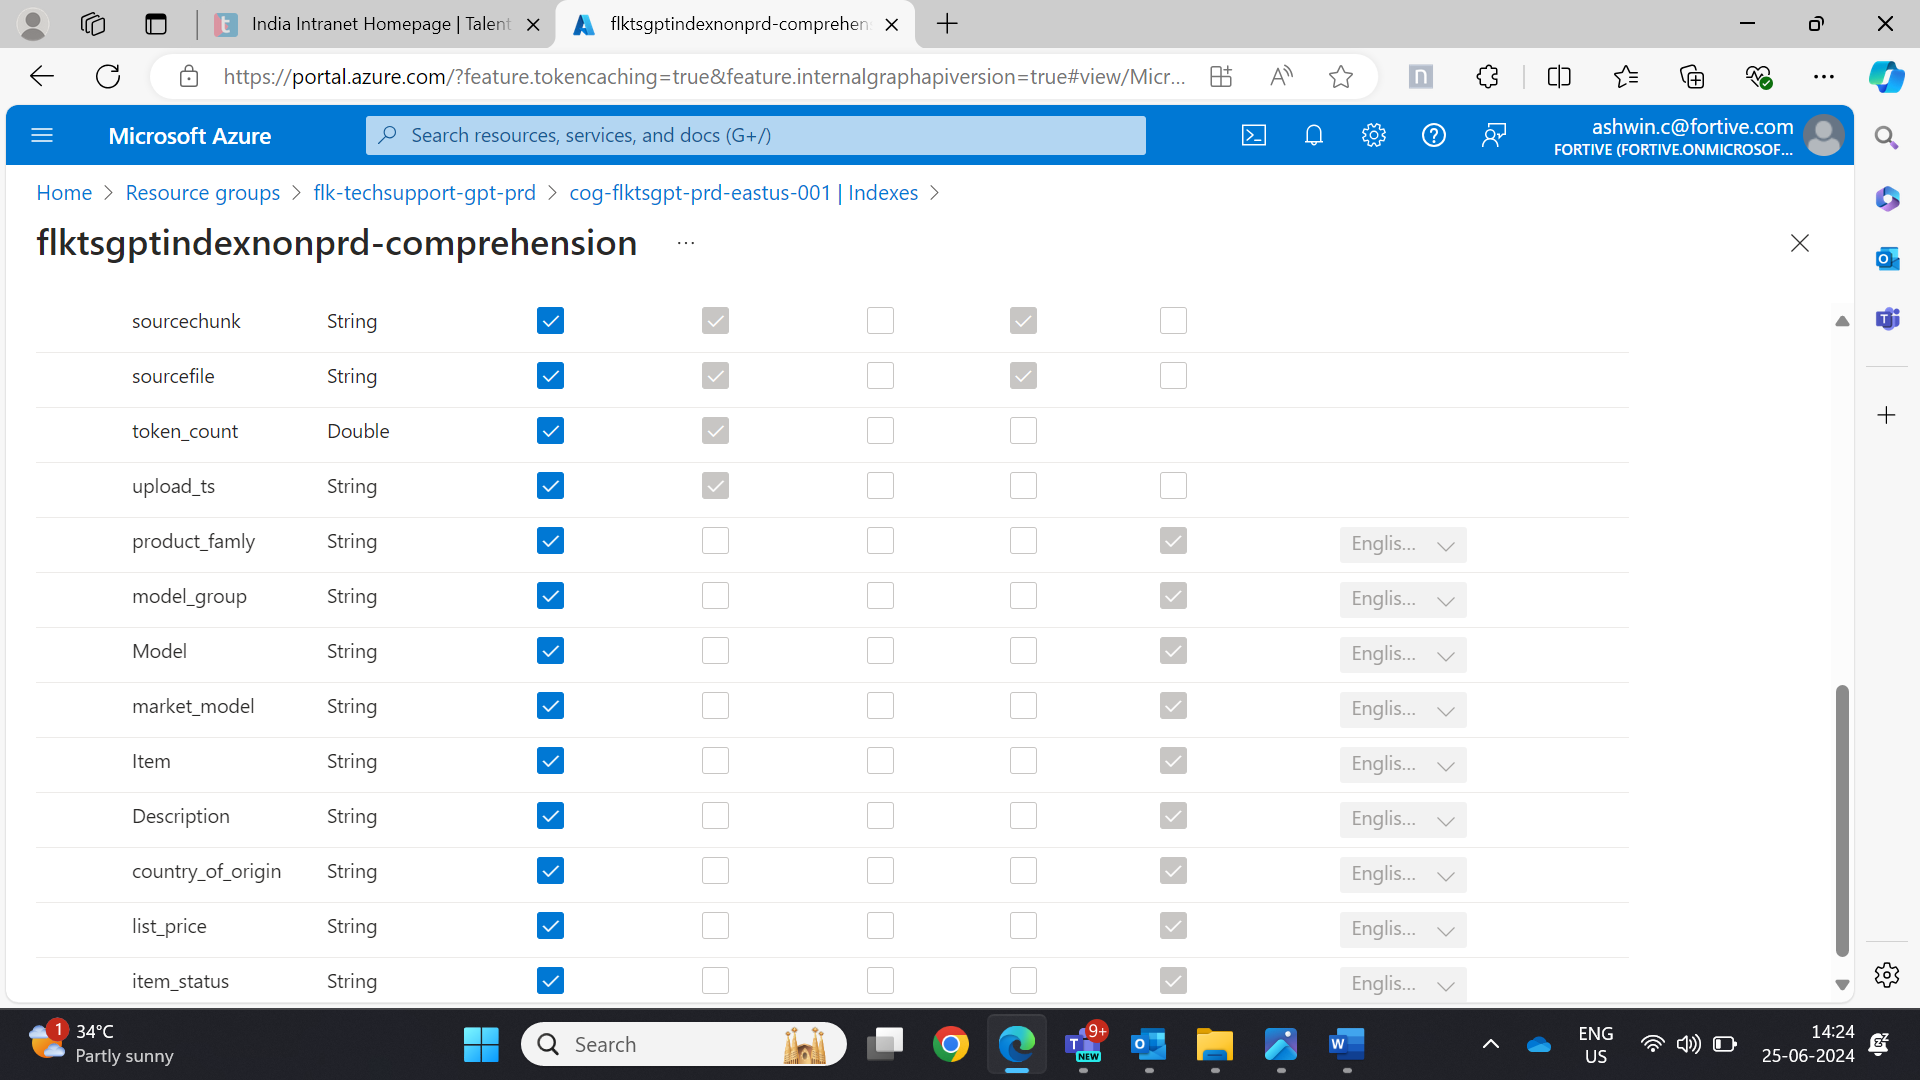 India Intranet Homepage | Talent
flktsgptindexnonprd-comprehen
https://portal.azure.com/?feature.tokencaching=true&feature.internalgraphapiversion=true#view/Micr...
Microsoft Azure
Search resources, services, and docs (G+/)
ashwin.c@fortive.com
FORTIVE (FORTIVE.ONMICROSOF...
Home > Resource groups > flk-techsupport-gpt-prd > cog-flktsgpt-prd-eastus-001 | Indexes >
flktsgptindexnonprd-comprehension ...
sourcechunk String
sourcefile String
token_count Double
upload_ts String
product_famly String Englis...
model_group String Englis...
Model String Englis...
market_model String Englis...
Item String Englis...
Description String Englis...
country_of_origin String Englis...
list_price String Englis...
item_status String Englis...
1
34°C
Partly sunny
Search
9+
NEW
ENG
US
14:24
25-06-2024